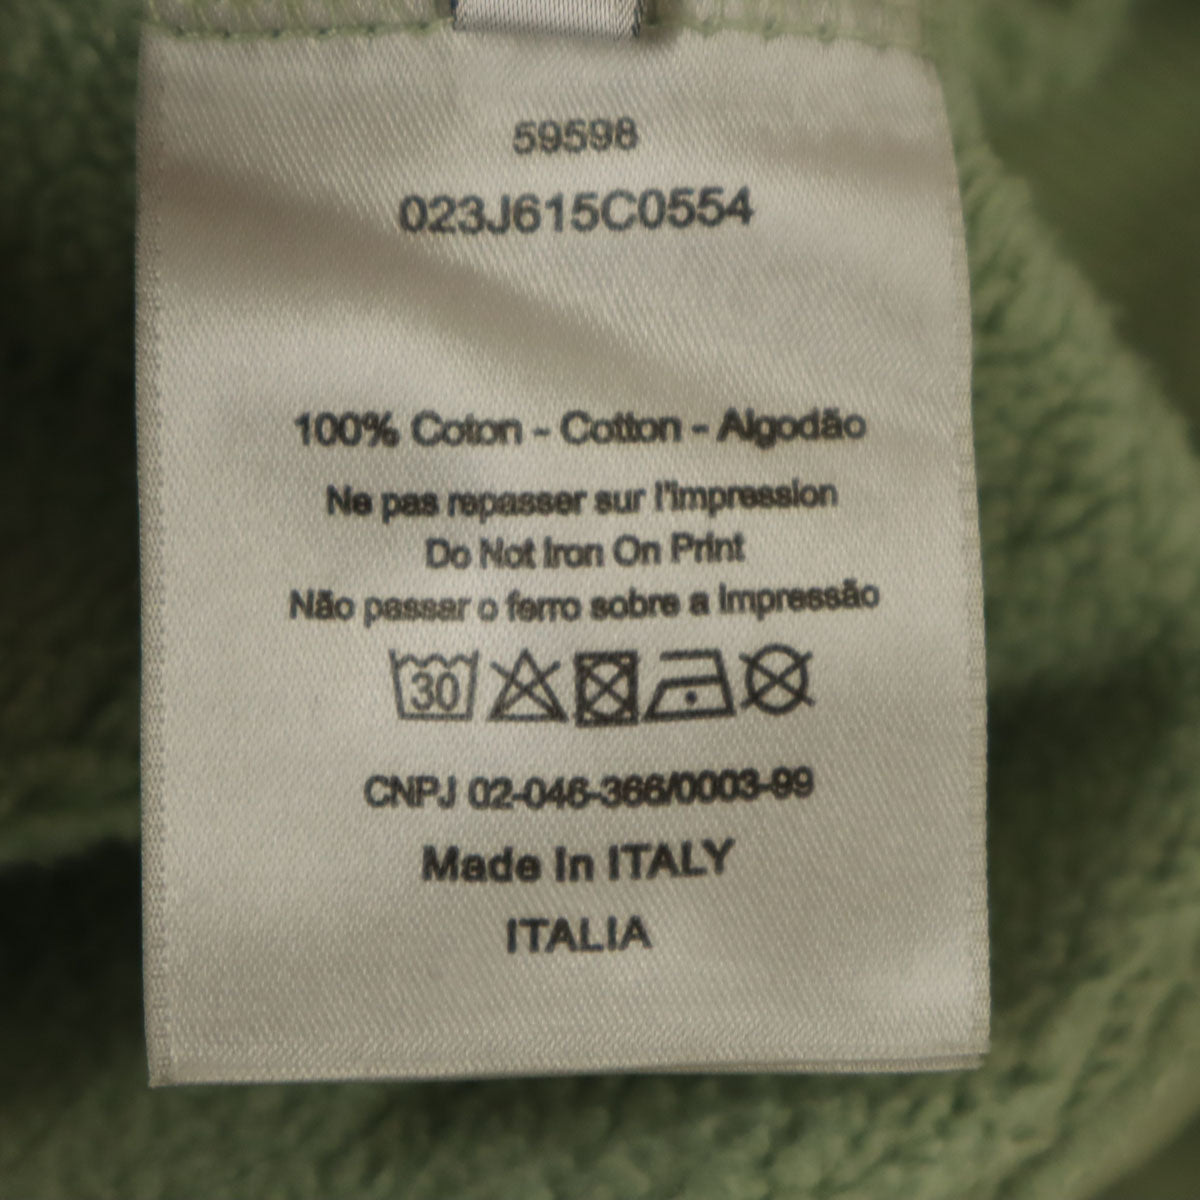 59598
023J615C0554
100% Coton - Cotton - Algodão
Ne pas repasser sur l'impression
Do Not Iron On Print
Não passar o ferro sobre a impressão
30
CNPJ 02-046-366/0003-99
Made In ITALY
ITALIA